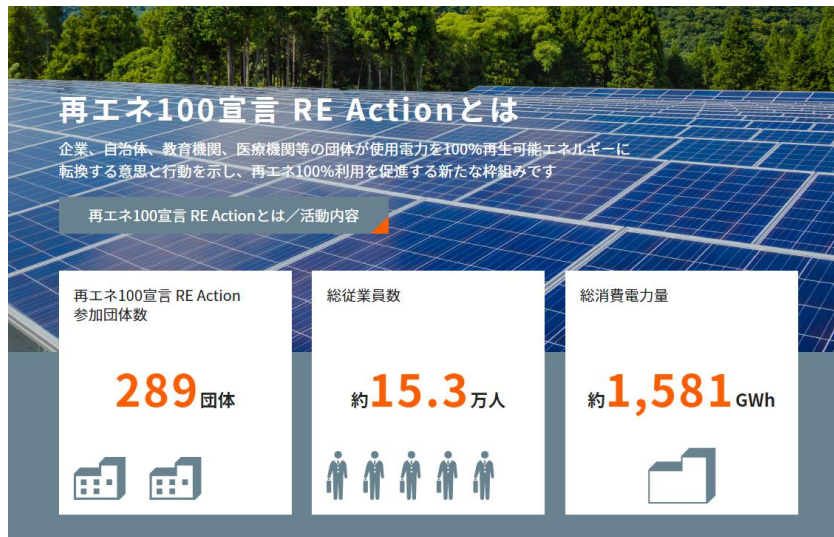 再エネ100宣言 RE Actionとは
企業、自治体、教育機関、医療機関等の団体が使用電力を100%再生可能エネルギーに
転換する意思と行動を示し、再エネ100%利用を促進する新たな枠組みです
再エネ100宣言 RE Actionとは／活動内容
再エネ100宣言 RE Action
参加団体数
289団体
総従業員数
約15.3万人
総消費電力量
約1,581GWh